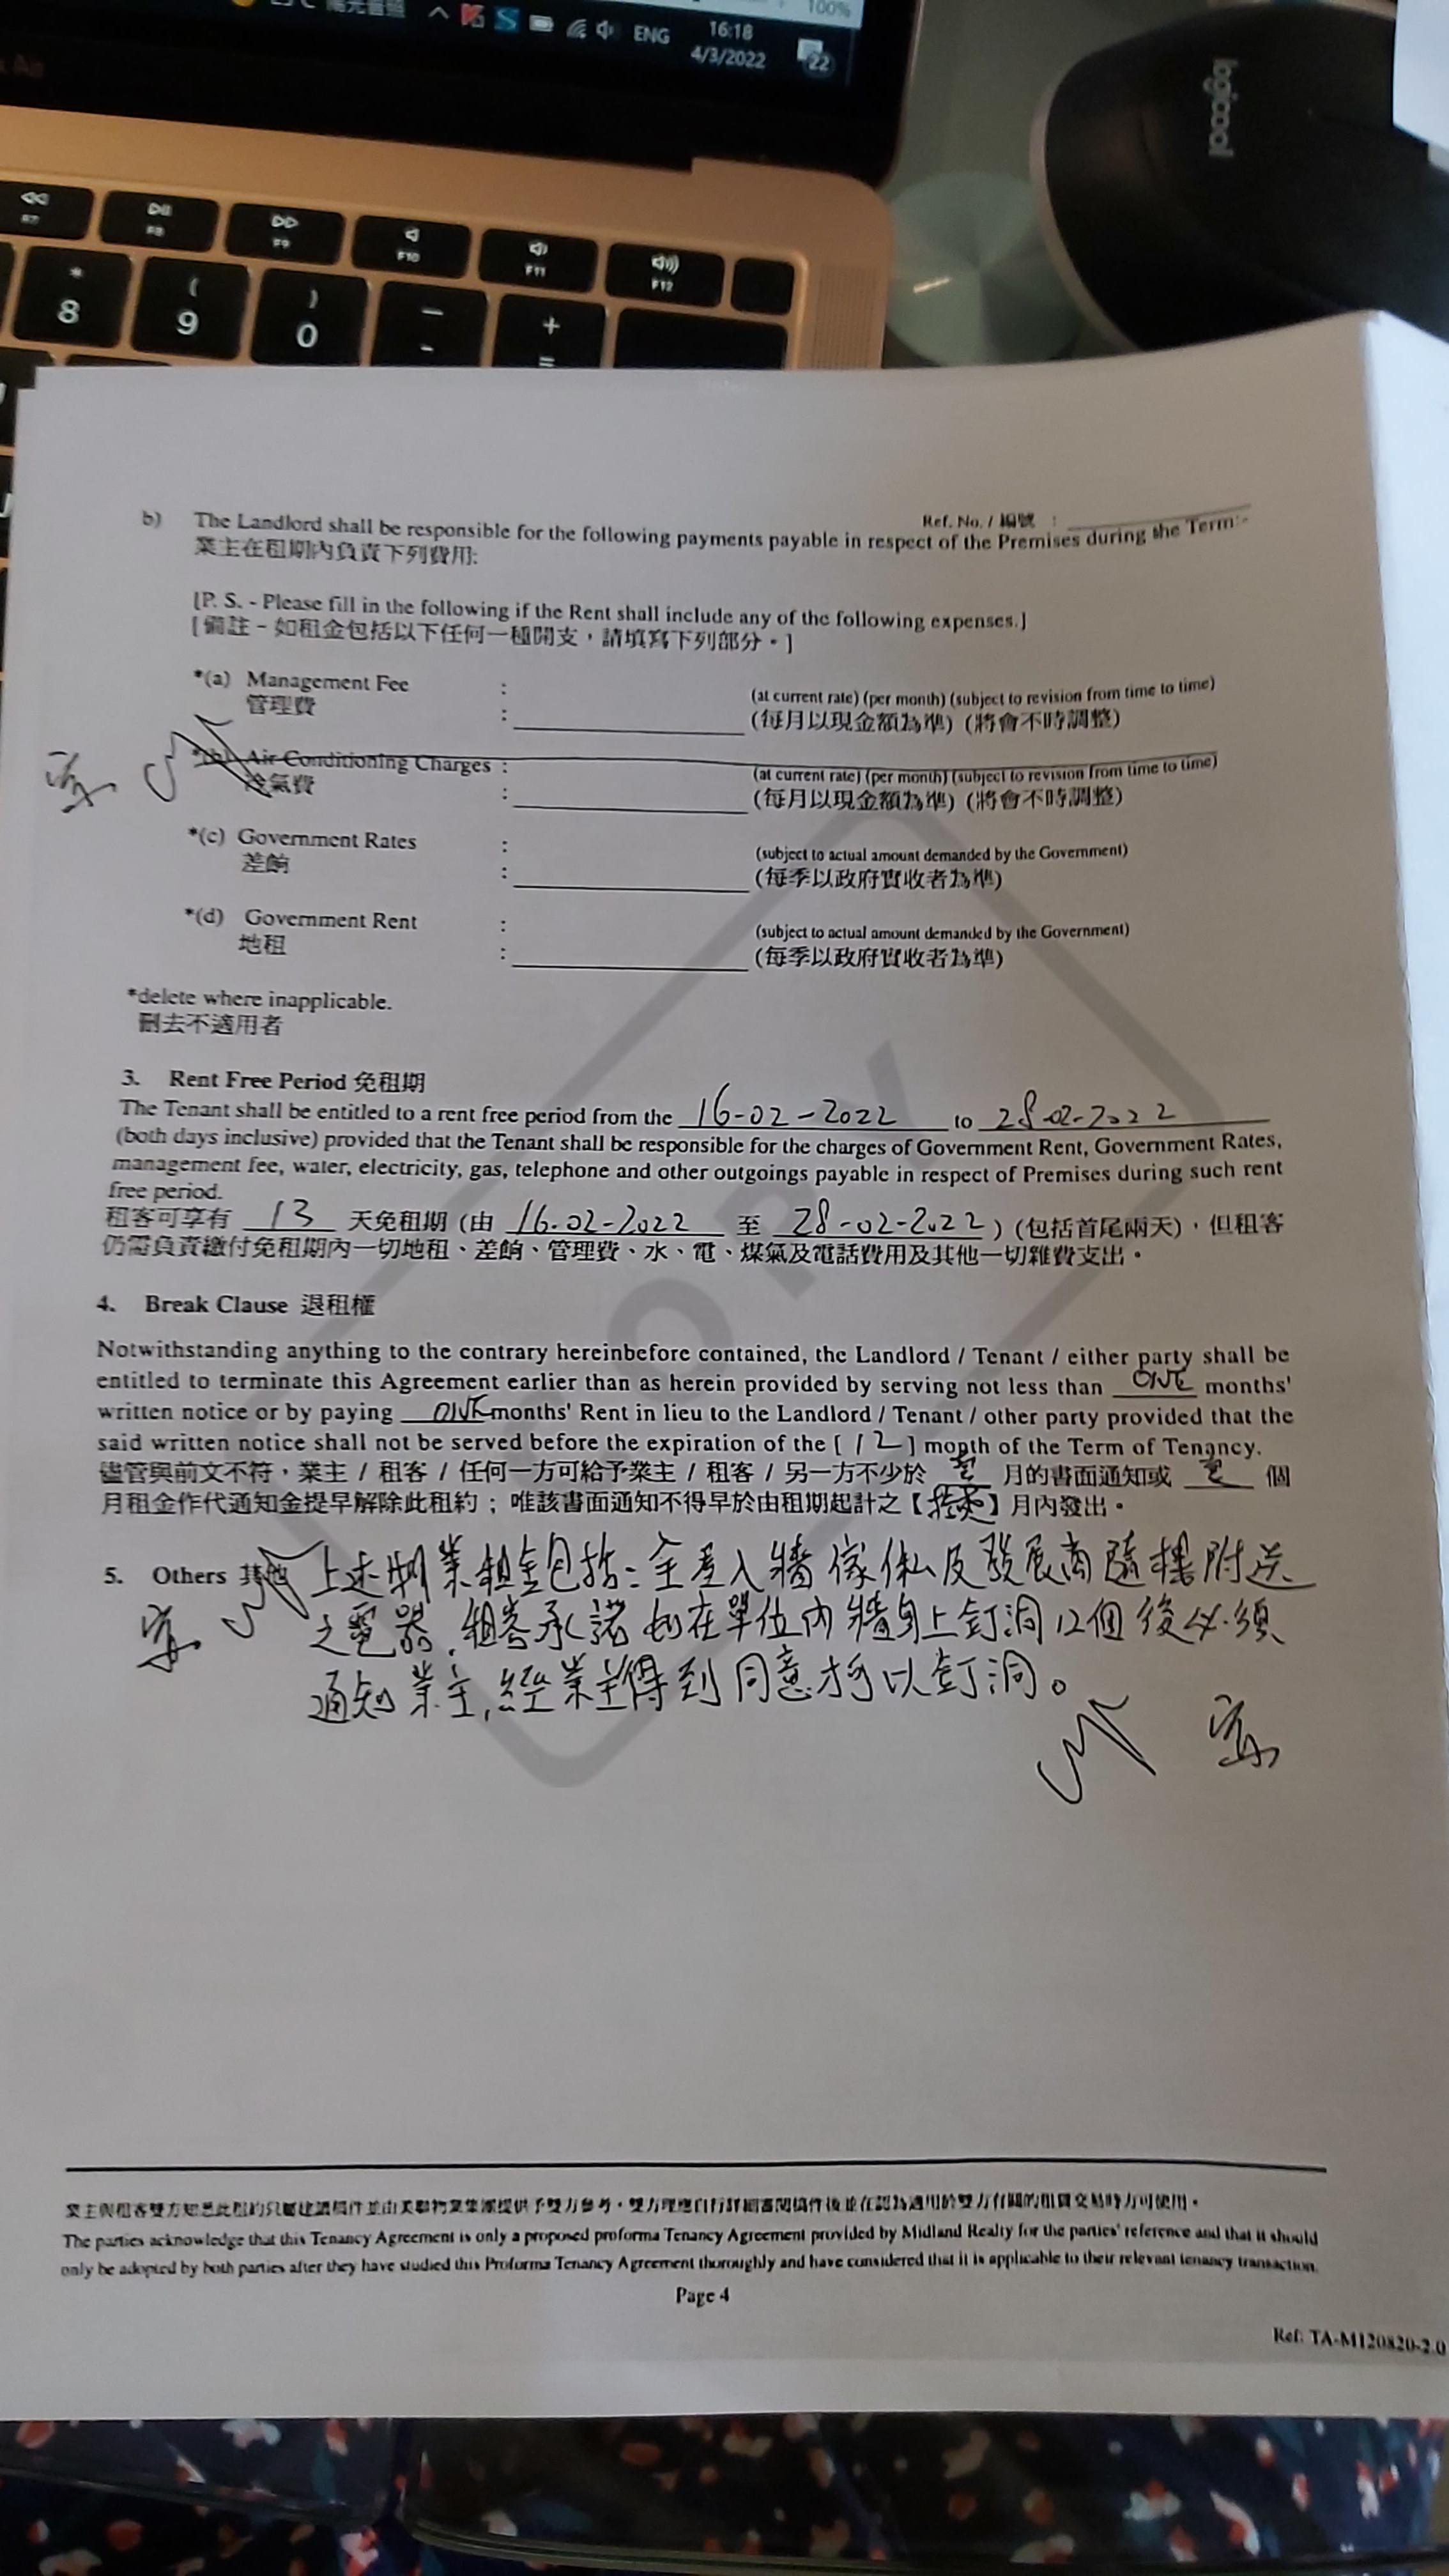 100%
ENG
16:18
4/3/2022
22
logicool
F7
F8
F9
F10
F11
F12
* ( ) — +
8 9 0 - =
Ref. No. / 編號 :
b) The Landlord shall be responsible for the following payments payable in respect of the Premises during the Term:-
業主在租期內負責下列費用:
[P. S. - Please fill in the following if the Rent shall include any of the following expenses.]
[備註 - 如租金包括以下任何一種開支，請填寫下列部分。]
*(a) Management Fee : (at current rate) (per month) (subject to revision from time to time)
管理費 : (每月以現金額為準) (將會不時調整)
*(b) Air Conditioning Charges : (at current rate) (per month) (subject to revision from time to time)
冷氣費 : (每月以現金額為準) (將會不時調整)
*(c) Government Rates : (subject to actual amount demanded by the Government)
差餉 : (每季以政府實收者為準)
*(d) Government Rent : (subject to actual amount demanded by the Government)
地租 : (每季以政府實收者為準)
*delete where inapplicable.
刪去不適用者
3. Rent Free Period 免租期
The Tenant shall be entitled to a rent free period from the 16-02-2022 to 28-02-2022
(both days inclusive) provided that the Tenant shall be responsible for the charges of Government Rent, Government Rates,
management fee, water, electricity, gas, telephone and other outgoings payable in respect of Premises during such rent
free period.
租客可享有 13 天免租期 (由 16-02-2022 至 28-02-2022 ) (包括首尾兩天)，但租客
仍需負責繳付免租期內一切地租、差餉、管理費、水、電、煤氣及電話費用及其他一切雜費支出。
4. Break Clause 退租權
Notwithstanding anything to the contrary hereinbefore contained, the Landlord / Tenant / either party shall be
entitled to terminate this Agreement earlier than as herein provided by serving not less than ONE months'
written notice or by paying ONE months' Rent in lieu to the Landlord / Tenant / other party provided that the
said written notice shall not be served before the expiration of the [ 12 ] month of the Term of Tenancy.
儘管與前文不符，業主 / 租客 / 任何一方可給予業主 / 租客 / 另一方不少於 壹 月的書面通知或 壹 個
月租金作代通知金提早解除此租約；唯該書面通知不得早於由租期起計之【拾貳】月內發出。
5. Others 其他 上述物業租金包括：全屋入牆傢俬及發展商隨樓附送
之電器，租客承諾如在單位內牆身上釘洞12個後必須
通知業主，經業主得到同意才可以釘洞。
業主與租客雙方知悉此租約只屬建議稿件並由美聯物業集團提供予雙方參考，雙方理應自行詳細審閱稿件後並在認為適用於雙方有關的租賃交易時方可使用。
The parties acknowledge that this Tenancy Agreement is only a proposed proforma Tenancy Agreement provided by Midland Realty for the parties' reference and that it should
only be adopted by both parties after they have studied this Proforma Tenancy Agreement thoroughly and have considered that it is applicable to their relevant tenancy transaction.
Page 4
Ref: TA-M120820-2.0